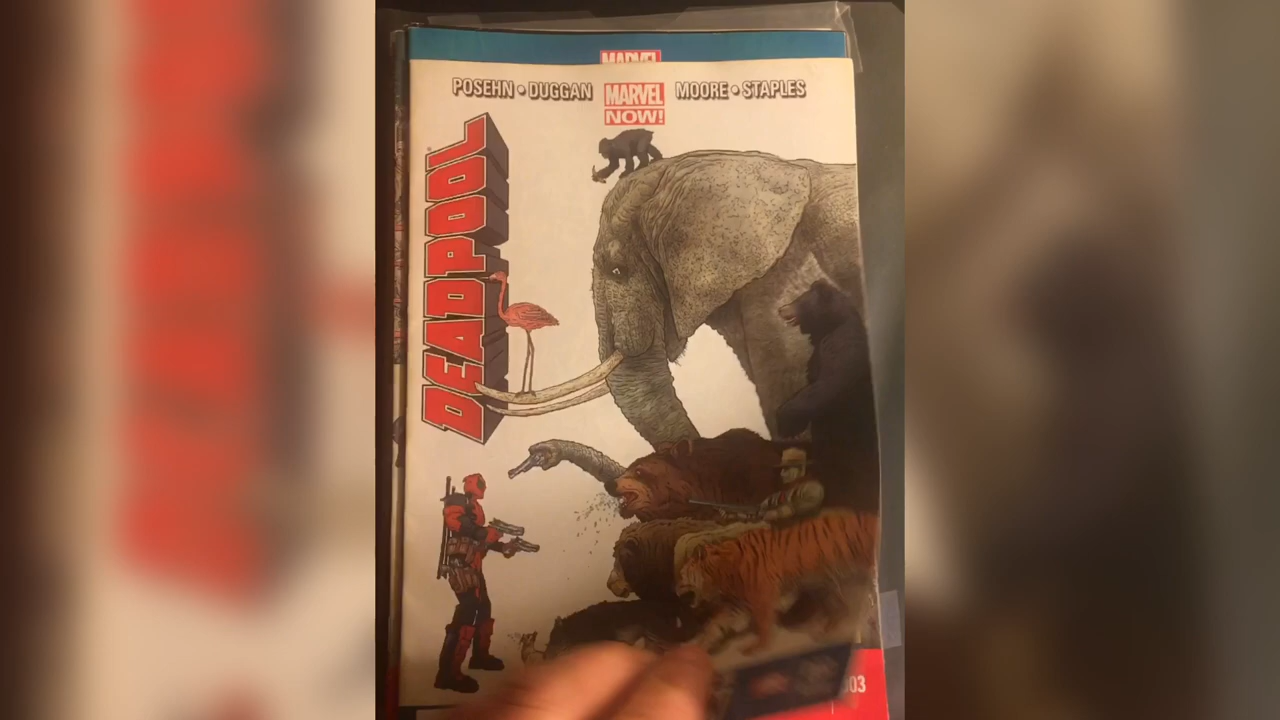 MARVEL
POSEHN • DUGGAN MARVEL MOORE • STAPLES
NOW!
DEADPOOL
003